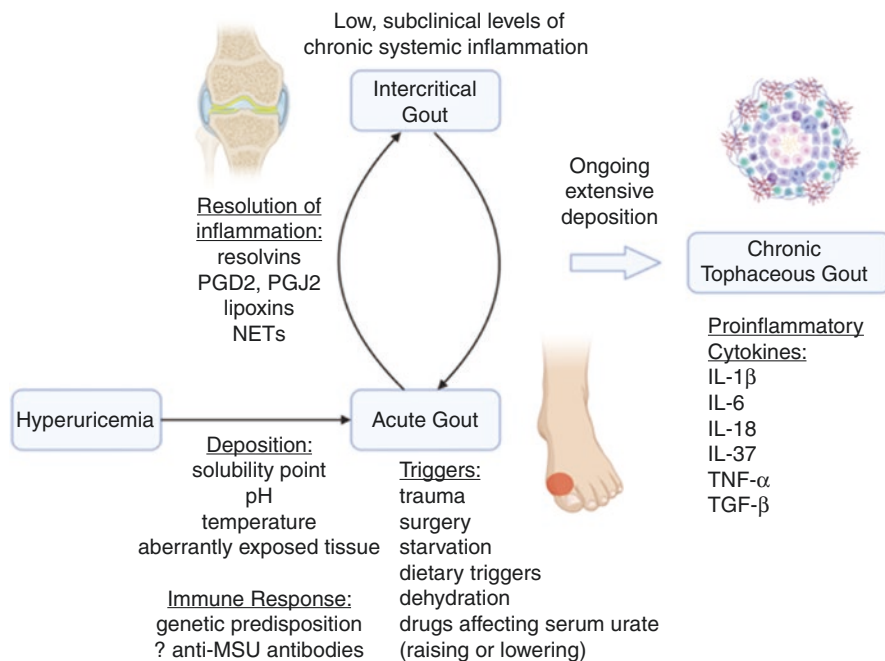 Low, subclinical levels of
chronic systemic inflammation
Intercritical
Gout
Resolution of
inflammation:
resolvins
PGD2, PGJ2
lipoxins
NETs
Ongoing
extensive
deposition
Chronic
Tophaceous Gout
Proinflammatory
Cytokines:
IL-1β
IL-6
IL-18
IL-37
TNF-α
TGF-β
Hyperuricemia
Acute Gout
Deposition:
solubility point
pH
temperature
aberrantly exposed tissue
Immune Response:
genetic predisposition
? anti-MSU antibodies
Triggers:
trauma
surgery
starvation
dietary triggers
dehydration
drugs affecting serum urate
(raising or lowering)